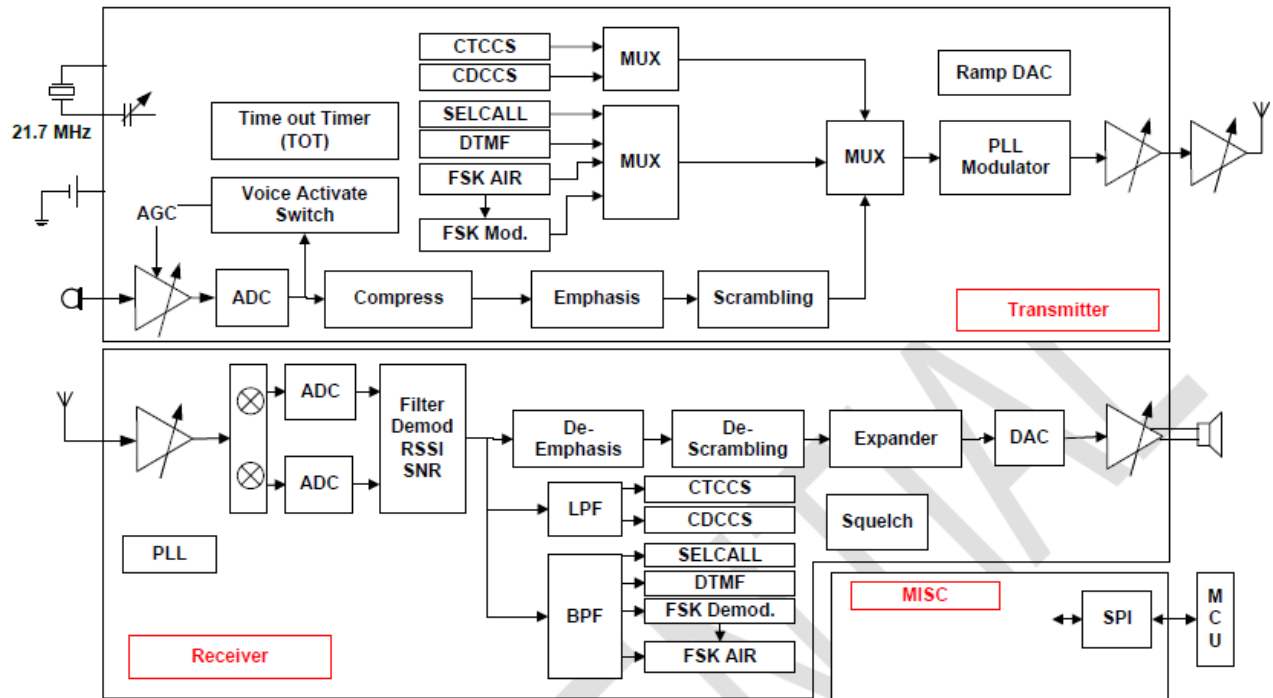 CTCCS
CDCCS
MUX
Ramp DAC
21.7 MHz
Time out Timer
(TOT)
SELCALL
DTMF
FSK AIR
FSK Mod.
MUX
MUX
PLL
Modulator
Voice Activate
Switch
AGC
ADC
Compress
Emphasis
Scrambling
Transmitter
ADC
ADC
Filter
Demod
RSSI
SNR
De-
Emphasis
De-
Scrambling
Expander
DAC
LPF
CTCCS
CDCCS
Squelch
PLL
BPF
SELCALL
DTMF
FSK Demod.
FSK AIR
Receiver
MISC
SPI
M
C
U